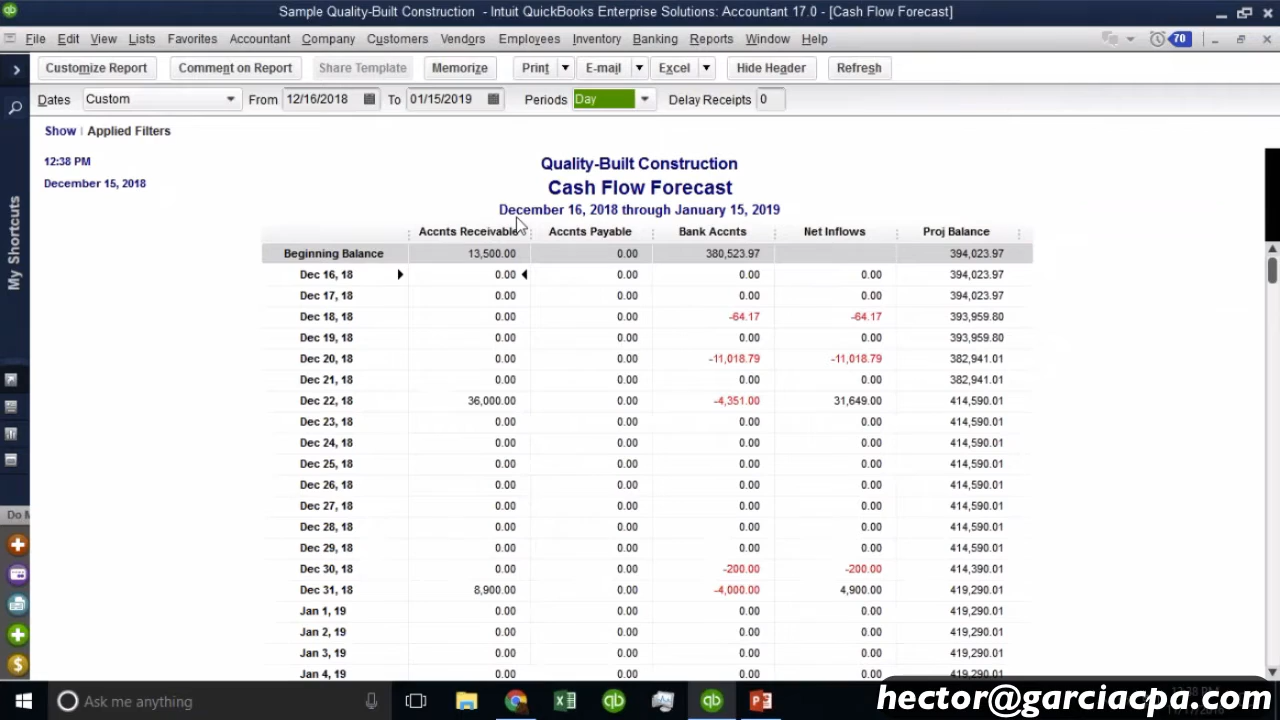 Sample Quality-Built Construction - Intuit QuickBooks Enterprise Solutions: Accountant 17.0 - [Cash Flow Forecast]
File Edit View Lists Favorites Accountant Company Customers Vendors Employees Inventory Banking Reports Window Help 70
Customize Report Comment on Report Share Template Memorize Print E-mail Excel Hide Header Refresh
Dates Custom From 12/16/2018 To 01/15/2019 Periods Day Delay Receipts 0
Show Applied Filters
12:38 PM
December 15, 2018
My Shortcuts
Quality-Built Construction
Cash Flow Forecast
December 16, 2018 through January 15, 2019
Accnts Receivable Accnts Payable Bank Accnts Net Inflows Proj Balance
Beginning Balance 13,500.00 0.00 380,523.97 394,023.97
Dec 16, 18 0.00 0.00 0.00 0.00 394,023.97
Dec 17, 18 0.00 0.00 0.00 0.00 394,023.97
Dec 18, 18 0.00 0.00 -64.17 -64.17 393,959.80
Dec 19, 18 0.00 0.00 0.00 0.00 393,959.80
Dec 20, 18 0.00 0.00 -11,018.79 -11,018.79 382,941.01
Dec 21, 18 0.00 0.00 0.00 0.00 382,941.01
Dec 22, 18 36,000.00 0.00 -4,351.00 31,649.00 414,590.01
Dec 23, 18 0.00 0.00 0.00 0.00 414,590.01
Dec 24, 18 0.00 0.00 0.00 0.00 414,590.01
Dec 25, 18 0.00 0.00 0.00 0.00 414,590.01
Dec 26, 18 0.00 0.00 0.00 0.00 414,590.01
Dec 27, 18 0.00 0.00 0.00 0.00 414,590.01
Dec 28, 18 0.00 0.00 0.00 0.00 414,590.01
Dec 29, 18 0.00 0.00 0.00 0.00 414,590.01
Dec 30, 18 0.00 0.00 -200.00 -200.00 414,390.01
Dec 31, 18 8,900.00 0.00 -4,000.00 4,900.00 419,290.01
Jan 1, 19 0.00 0.00 0.00 0.00 419,290.01
Jan 2, 19 0.00 0.00 0.00 0.00 419,290.01
Jan 3, 19 0.00 0.00 0.00 0.00 419,290.01
Jan 4, 19 0.00 0.00 0.00 0.00 419,290.01
Do
Ask me anything
hector@garciacpa.com